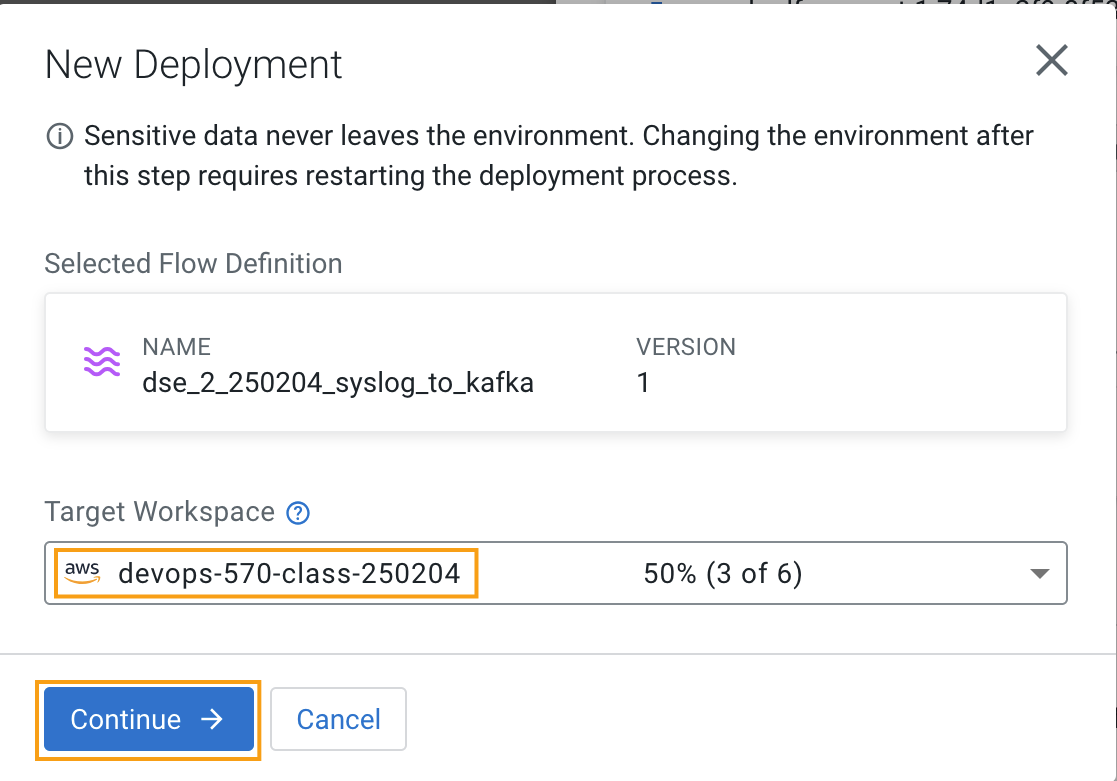 New Deployment
Sensitive data never leaves the environment. Changing the environment after
this step requires restarting the deployment process.
Selected Flow Definition
NAME VERSION
dse_2_250204_syslog_to_kafka 1
Target Workspace ?
aws devops-570-class-250204 50% (3 of 6)
Continue → Cancel